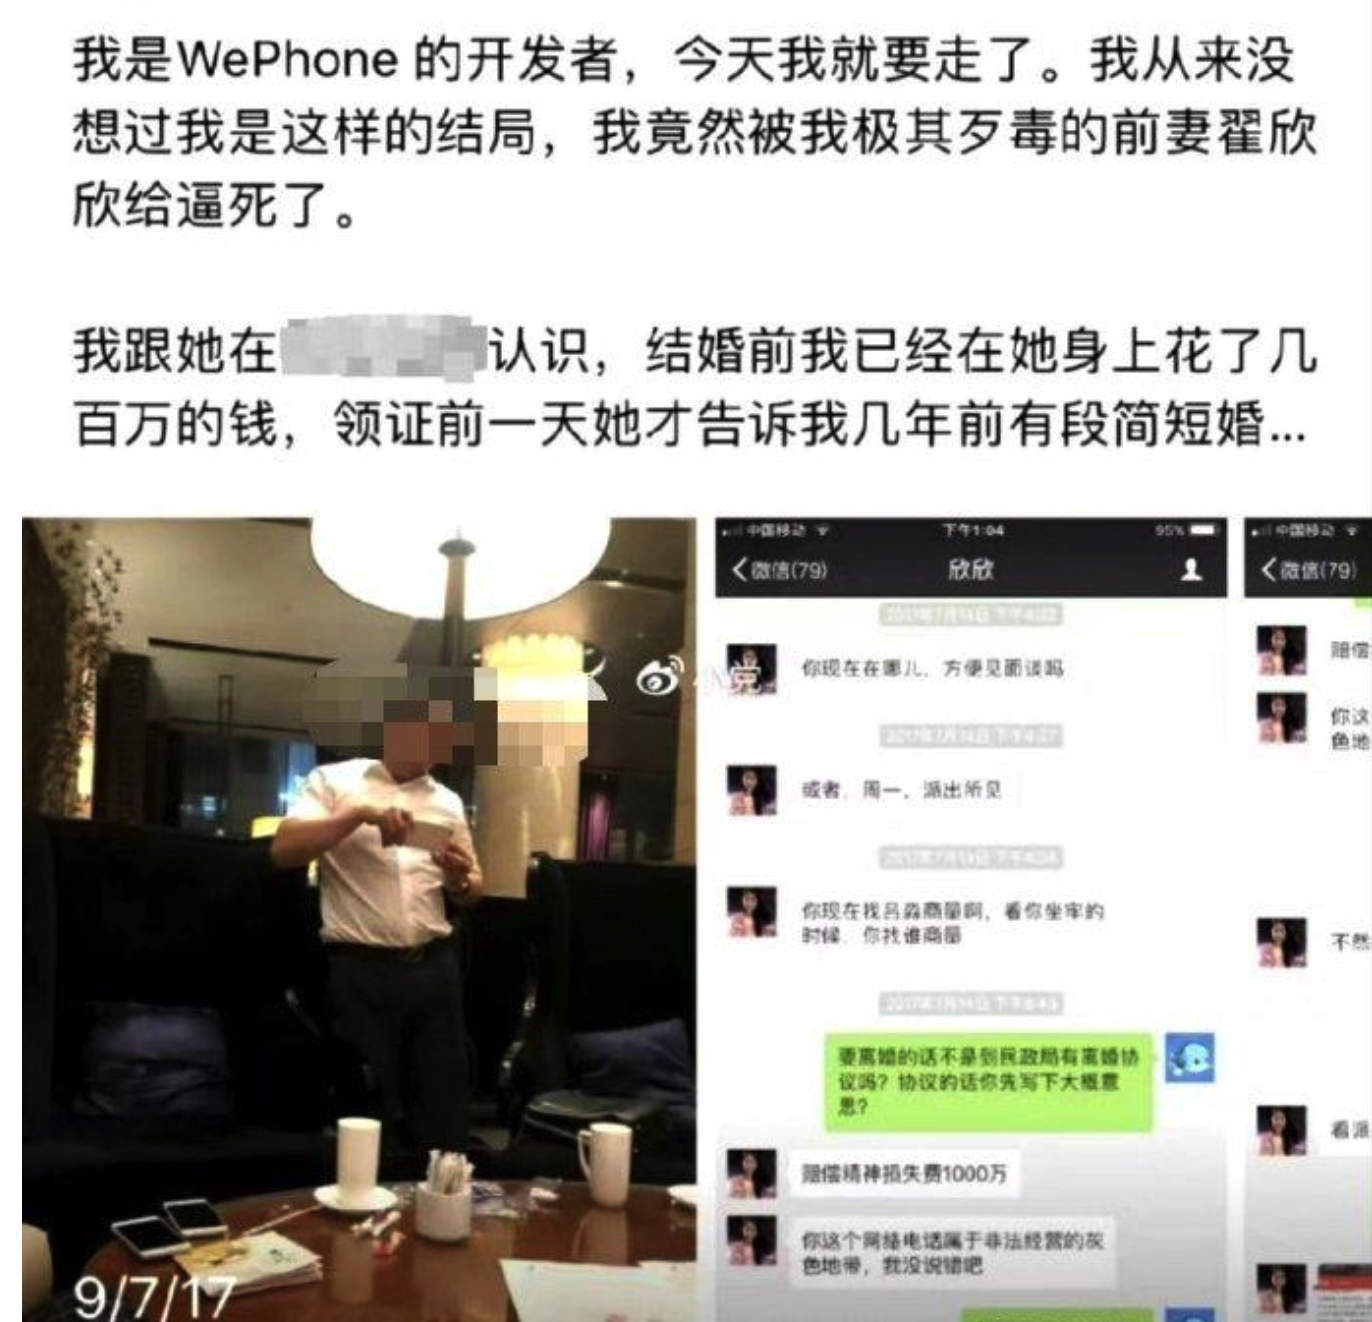 我是WePhone 的开发者，今天我就要走了。我从来没
想过我是这样的结局，我竟然被我极其歹毒的前妻翟欣
欣给逼死了。
我跟她在
认识，结婚前我已经在她身上花了几
百万的钱，领证前一天她才告诉我几年前有段简短婚...
9/7/17
中国移动
下午1:04
95%
微信(79)
欣欣
你现在在哪儿，方便见面谈吗
或者，周一，派出所见
你现在找吕淼商量啊，看你坐牢的
时候，你找谁商量
要离婚的话不是到民政局有离婚协
议吗？协议的话你先写下大概意
思？
赔偿精神损失费1000万
你这个网络电话属于非法经营的灰
色地带，我没说错吧
中国移动
微信(79)
赔偿
你这
色地
不然
看派